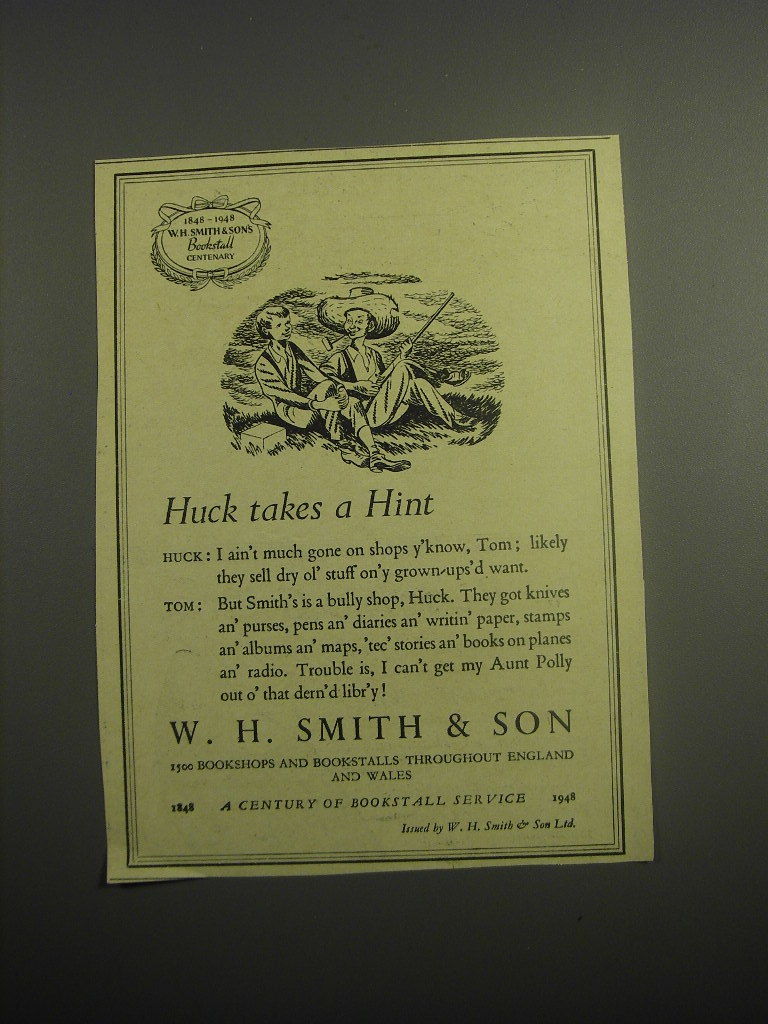 1848 – 1948
W.H. SMITH & SON'S
Bookstall
CENTENARY
Huck takes a Hint
HUCK: I ain't much gone on shops y'know, Tom; likely
they sell dry ol' stuff on'y grown-ups'd want.
TOM: But Smith's is a bully shop, Huck. They got knives
an' purses, pens an' diaries an' writin' paper, stamps
an' albums an' maps, 'tec' stories an' books on planes
an' radio. Trouble is, I can't get my Aunt Polly
out o' that dern'd libr'y!
W. H. SMITH & SON
1500 BOOKSHOPS AND BOOKSTALLS THROUGHOUT ENGLAND
AND WALES
1848 A CENTURY OF BOOKSTALL SERVICE 1948
Issued by W. H. Smith & Son Ltd.